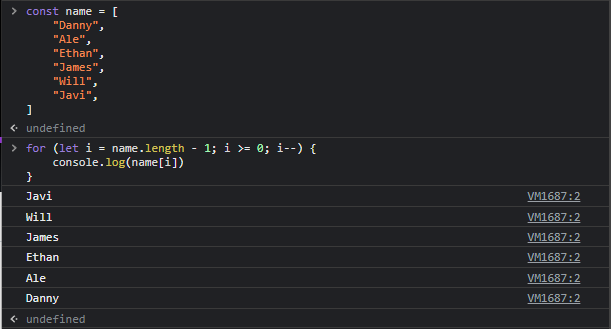 const name = [
    "Danny",
    "Ale",
    "Ethan",
    "James",
    "Will",
    "Javi",
]
undefined
for (let i = name.length - 1; i >= 0; i--) {
    console.log(name[i])
}
Javi VM1687:2
Will VM1687:2
James VM1687:2
Ethan VM1687:2
Ale VM1687:2
Danny VM1687:2
undefined